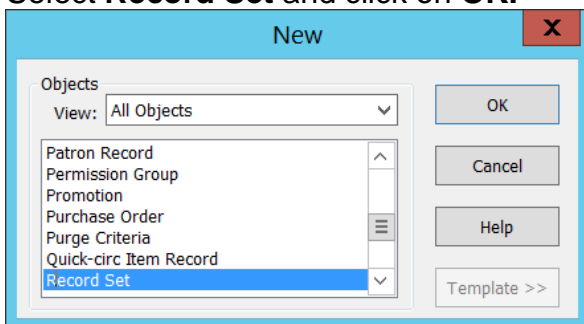 Select Record Set and click on OK.
New
X
Objects
View: All Objects
OK
Patron Record
Permission Group
Promotion
Purchase Order
Purge Criteria
Quick-circ Item Record
Record Set
Cancel
Help
Template >>